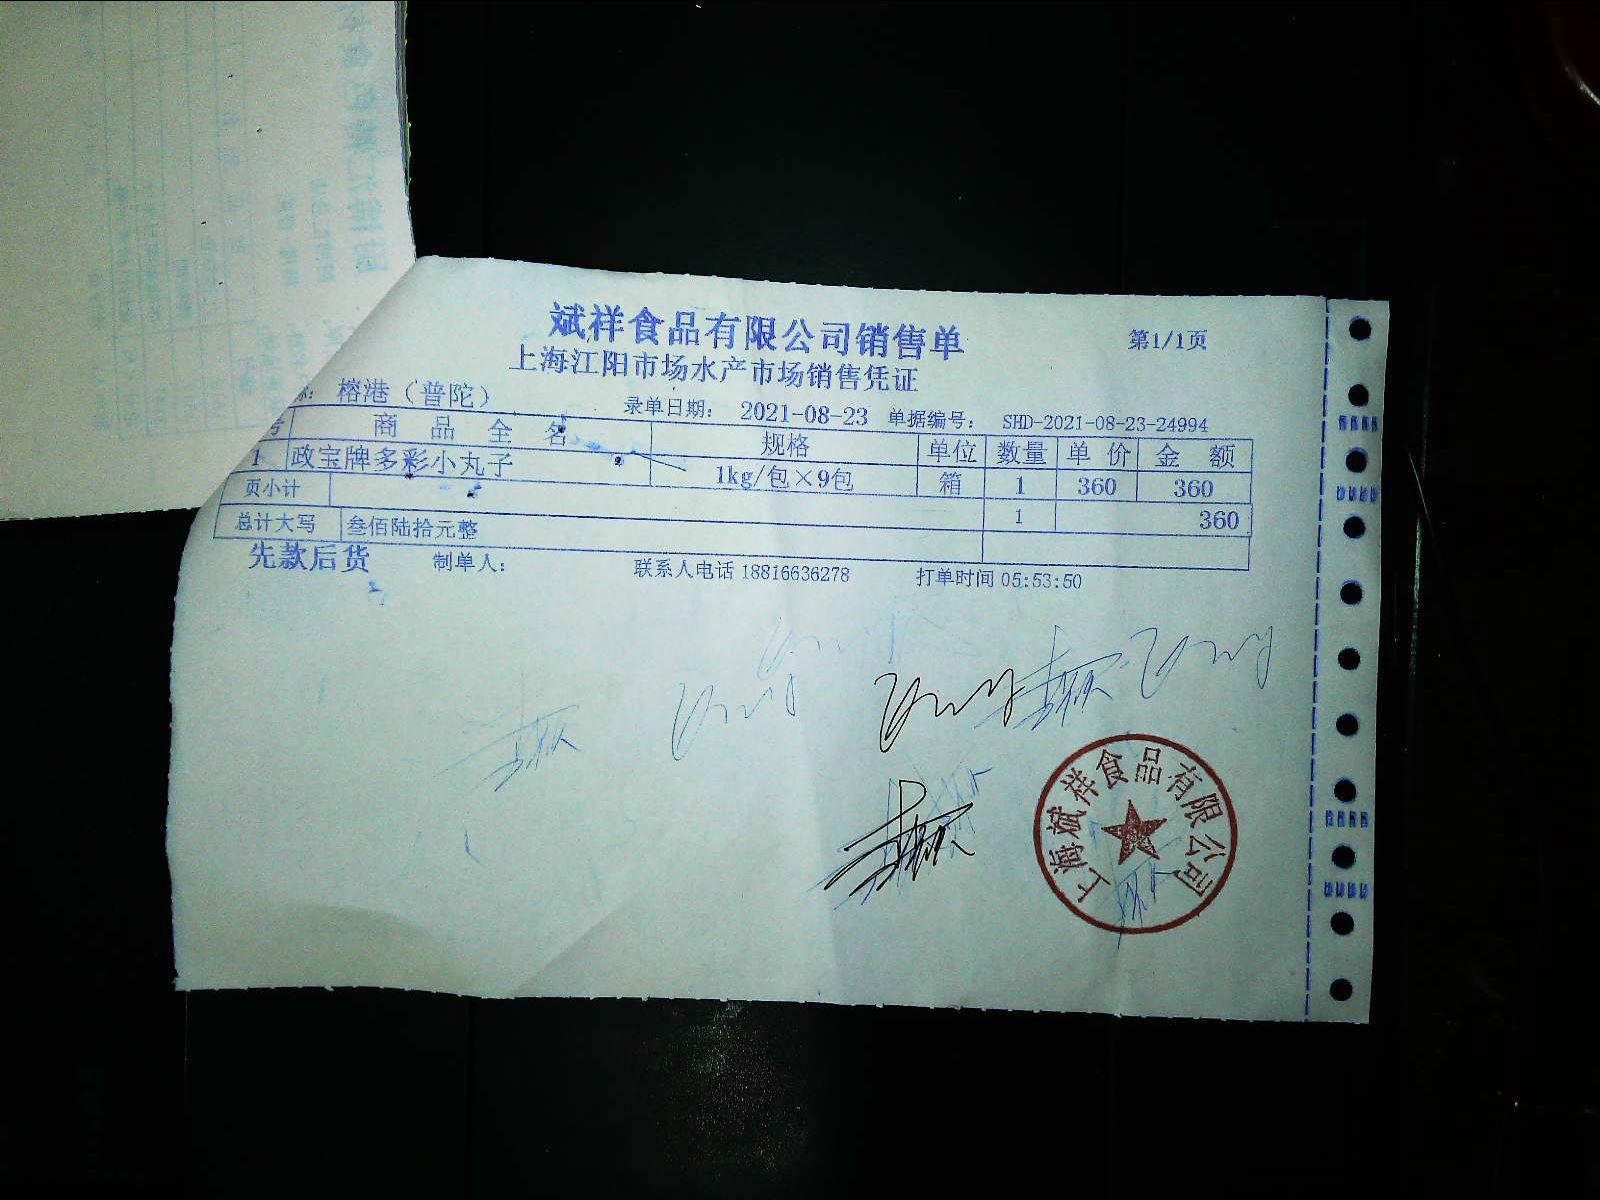 斌祥食品有限公司销售单
第1/1页
上海江阳市场水产市场销售凭证
称：榕港（普陀） 录单日期： 2021-08-23 单据编号： SHD-2021-08-23-24994
号 商品全名 规格 单位 数量 单价 金额
1 政宝牌多彩小丸子 1kg/包×9包 箱 1 360 360
页小计 1 360
总计大写 叁佰陆拾元整
先款后货 制单人： 联系人电话 18816636278 打单时间 05:53:50
上海斌祥食品有限公司